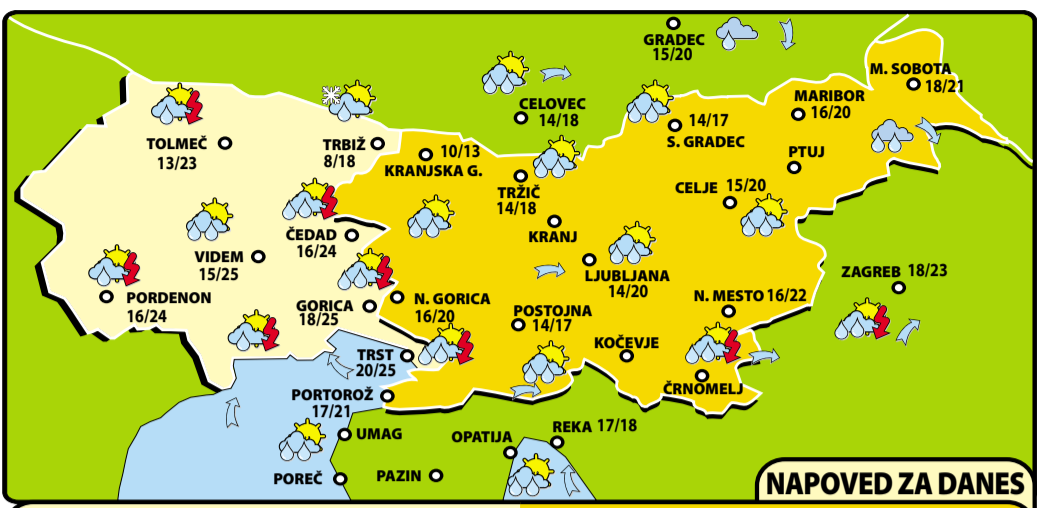 GRADEC
15/20
M. SOBOTA
18/21
MARIBOR
16/20
CELOVEC
14/18
14/17
S. GRADEC
TOLMEČ
13/23
TRBIŽ
8/18
10/13
KRANJSKA G.
PTUJ
TRŽIČ
14/18
CELJE 15/20
ČEDAD
16/24
KRANJ
VIDEM
15/25
LJUBLJANA
14/20
ZAGREB 18/23
PORDENON
16/24
GORICA
18/25
N. GORICA
16/20
N. MESTO 16/22
POSTOJNA
14/17
KOČEVJE
TRST
20/25
ČRNOMELJ
PORTOROŽ
17/21
UMAG
OPATIJA
REKA 17/18
POREČ
PAZIN
NAPOVED ZA DANES